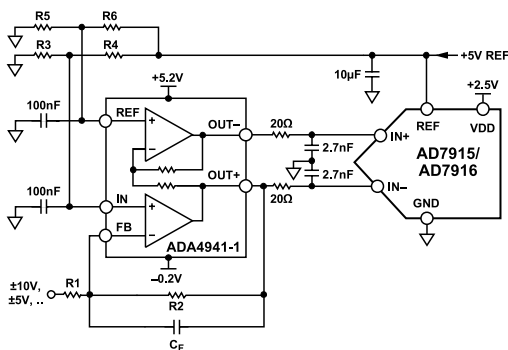 R5 R6
R3 R4
+5V REF
10µF
+5.2V
+2.5V
100nF
REF
OUT−
20Ω
IN+
REF
VDD
2.7nF
AD7915/
AD7916
OUT+
2.7nF
100nF
IN
20Ω
IN−
FB
GND
ADA4941-1
−0.2V
±10V,
±5V, ..
R1
R2
CF